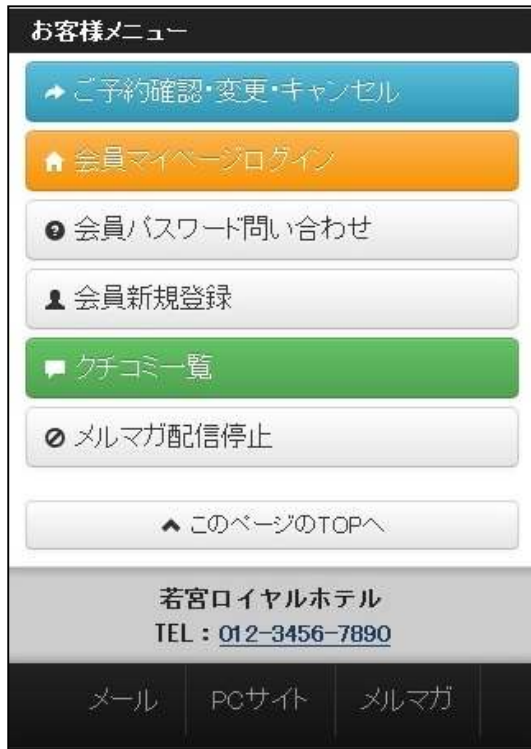 お客様メニュー
ご予約確認・変更・キャンセル
会員マイページログイン
会員パスワード問い合わせ
会員新規登録
クチコミ一覧
メルマガ配信停止
このページのTOPへ
若宮ロイヤルホテル
TEL：012-3456-7890
メール PCサイト メルマガ